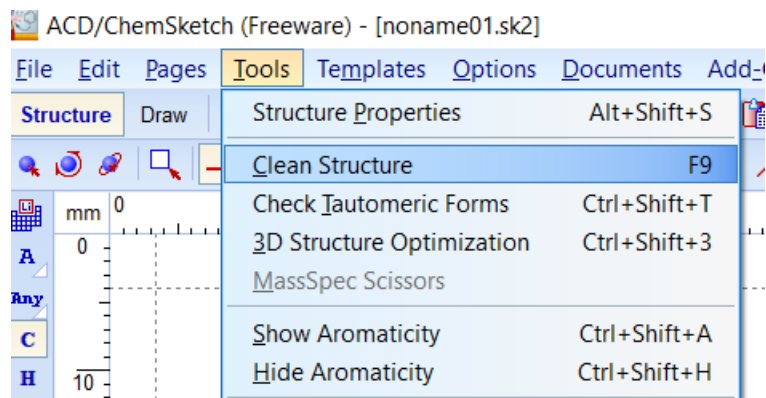 ACD/ChemSketch (Freeware) - [noname01.sk2]
File Edit Pages Tools Templates Options Documents Add-
Structure Draw
Structure Properties Alt+Shift+S
Clean Structure F9
Check Tautomeric Forms Ctrl+Shift+T
3D Structure Optimization Ctrl+Shift+3
MassSpec Scissors
Show Aromaticity Ctrl+Shift+A
Hide Aromaticity Ctrl+Shift+H
Li
mm 0
A 0
Any
C
H 10